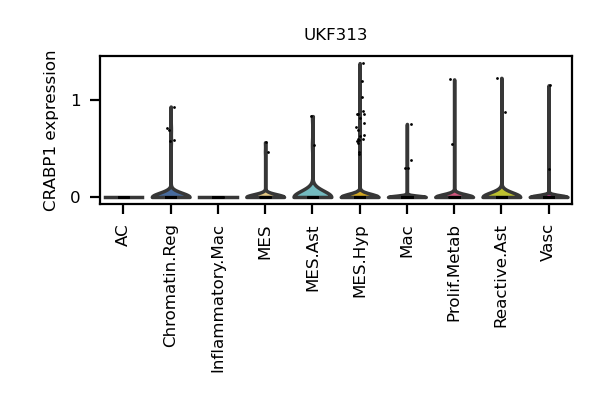 UKF313
CRABP1 expression
1
0
AC
Chromatin.Reg
Inflammatory.Mac
MES
MES.Ast
MES.Hyp
Mac
Prolif.Metab
Reactive.Ast
Vasc